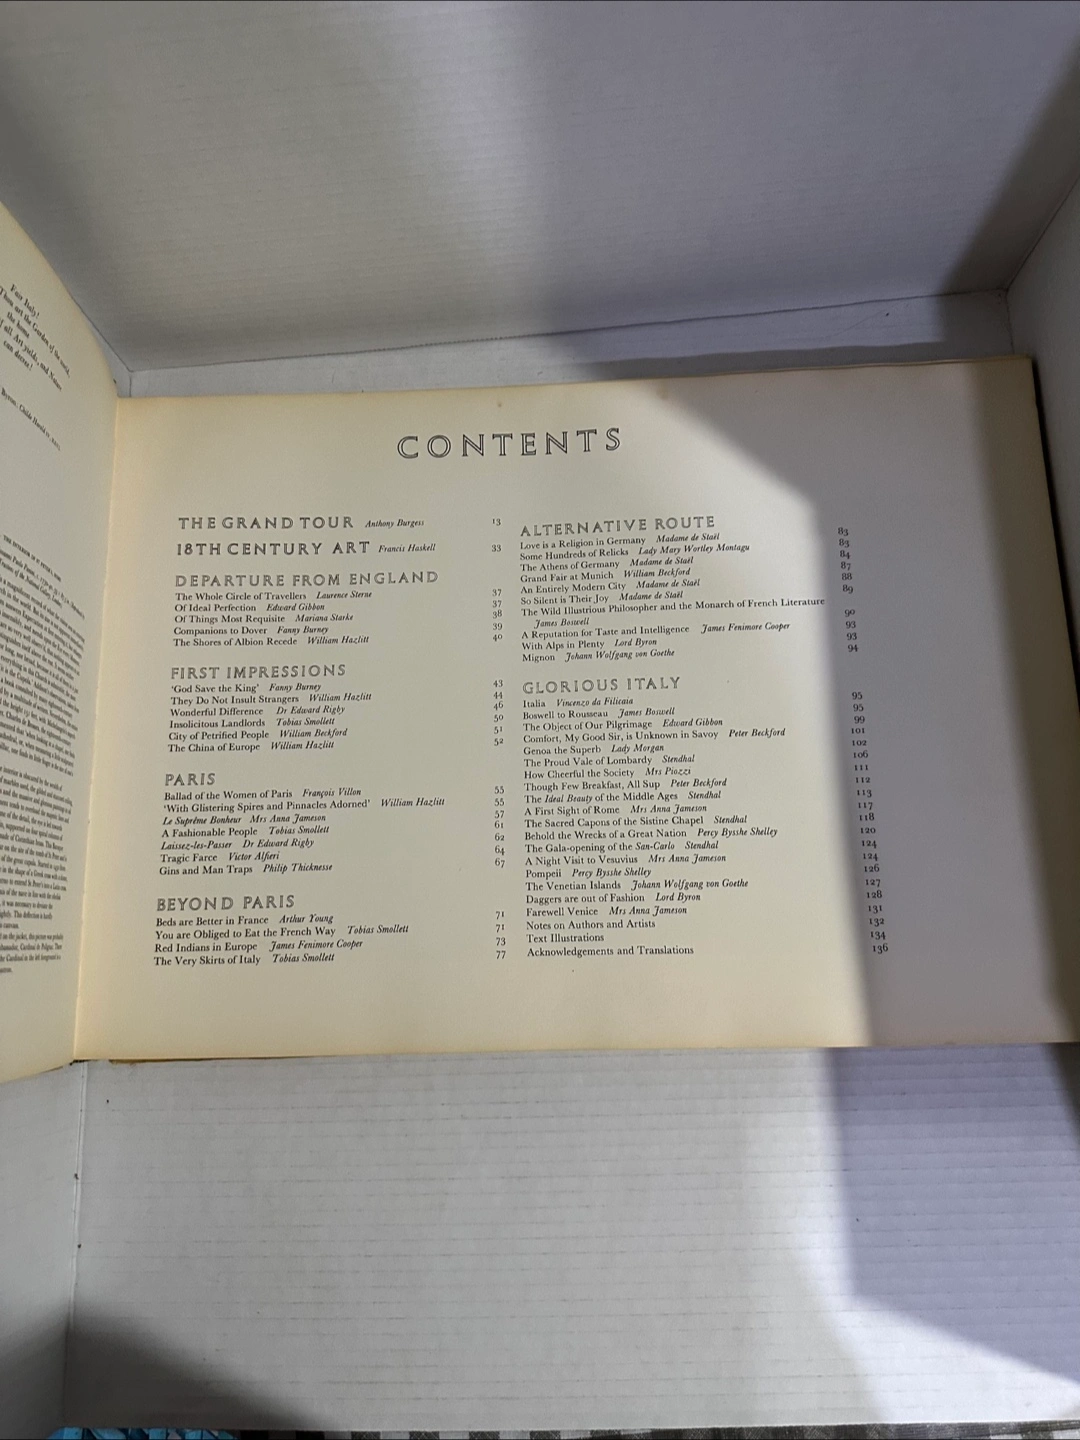 Fair Italy!
Thou art the Garden of the world,
the home
of all Art yields, and Nature
can decree!
Byron: Childe Harold
CONTENTS
THE GRAND TOUR Anthony Burgess 13
18TH CENTURY ART Francis Haskell 33
DEPARTURE FROM ENGLAND
The Whole Circle of Travellers Laurence Sterne 37
Of Ideal Perfection Edward Gibbon 37
Of Things Most Requisite Mariana Starke 38
Companions to Dover Fanny Burney 39
The Shores of Albion Recede William Hazlitt 40
FIRST IMPRESSIONS
‘God Save the King’ Fanny Burney 43
They Do Not Insult Strangers William Hazlitt 44
Wonderful Difference Dr Edward Rigby 46
Insolicitous Landlords Tobias Smollett 50
City of Petrified People William Beckford 51
The China of Europe William Hazlitt 52
PARIS
Ballad of the Women of Paris François Villon 55
‘With Glistering Spires and Pinnacles Adorned’ William Hazlitt 55
Le Suprême Bonheur Mrs Anna Jameson 57
A Fashionable People Tobias Smollett 61
Laissez-les-Passer Dr Edward Rigby 62
Tragic Farce Victor Alfieri 64
Gins and Man Traps Philip Thicknesse 67
BEYOND PARIS
Beds are Better in France Arthur Young 71
You are Obliged to Eat the French Way Tobias Smollett 71
Red Indians in Europe James Fenimore Cooper 73
The Very Skirts of Italy Tobias Smollett 77
ALTERNATIVE ROUTE
Love is a Religion in Germany Madame de Staël 83
Some Hundreds of Relicks Lady Mary Wortley Montagu 83
The Athens of Germany Madame de Staël 84
Grand Fair at Munich William Beckford 87
An Entirely Modern City Madame de Staël 88
So Silent is Their Joy Madame de Staël 89
The Wild Illustrious Philosopher and the Monarch of French Literature
James Boswell 90
A Reputation for Taste and Intelligence James Fenimore Cooper 93
With Alps in Plenty Lord Byron 93
Mignon Johann Wolfgang von Goethe 94
GLORIOUS ITALY
Italia Vincenzo da Filicaia 95
Boswell to Rousseau James Boswell 95
The Object of Our Pilgrimage Edward Gibbon 99
Comfort, My Good Sir, is Unknown in Savoy Peter Beckford 101
Genoa the Superb Lady Morgan 102
The Proud Vale of Lombardy Stendhal 106
How Cheerful the Society Mrs Piozzi 111
Though Few Breakfast, All Sup Peter Beckford 112
The Ideal Beauty of the Middle Ages Stendhal 113
A First Sight of Rome Mrs Anna Jameson 117
The Sacred Capons of the Sistine Chapel Stendhal 118
Behold the Wrecks of a Great Nation Percy Bysshe Shelley 120
The Gala-opening of the San-Carlo Stendhal 124
A Night Visit to Vesuvius Mrs Anna Jameson 124
Pompeii Percy Bysshe Shelley 126
The Venetian Islands Johann Wolfgang von Goethe 127
Daggers are out of Fashion Lord Byron 128
Farewell Venice Mrs Anna Jameson 131
Notes on Authors and Artists 132
Text Illustrations 134
Acknowledgements and Translations 136